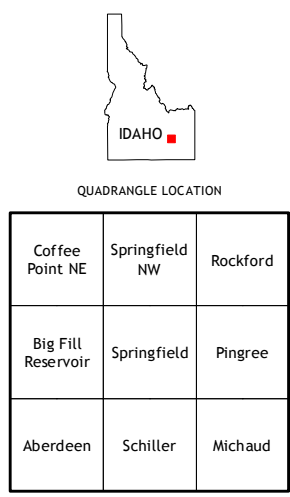 IDAHO
QUADRANGLE LOCATION
Coffee
Point NE
Springfield
NW
Rockford
Big Fill
Reservoir
Springfield
Pingree
Aberdeen
Schiller
Michaud